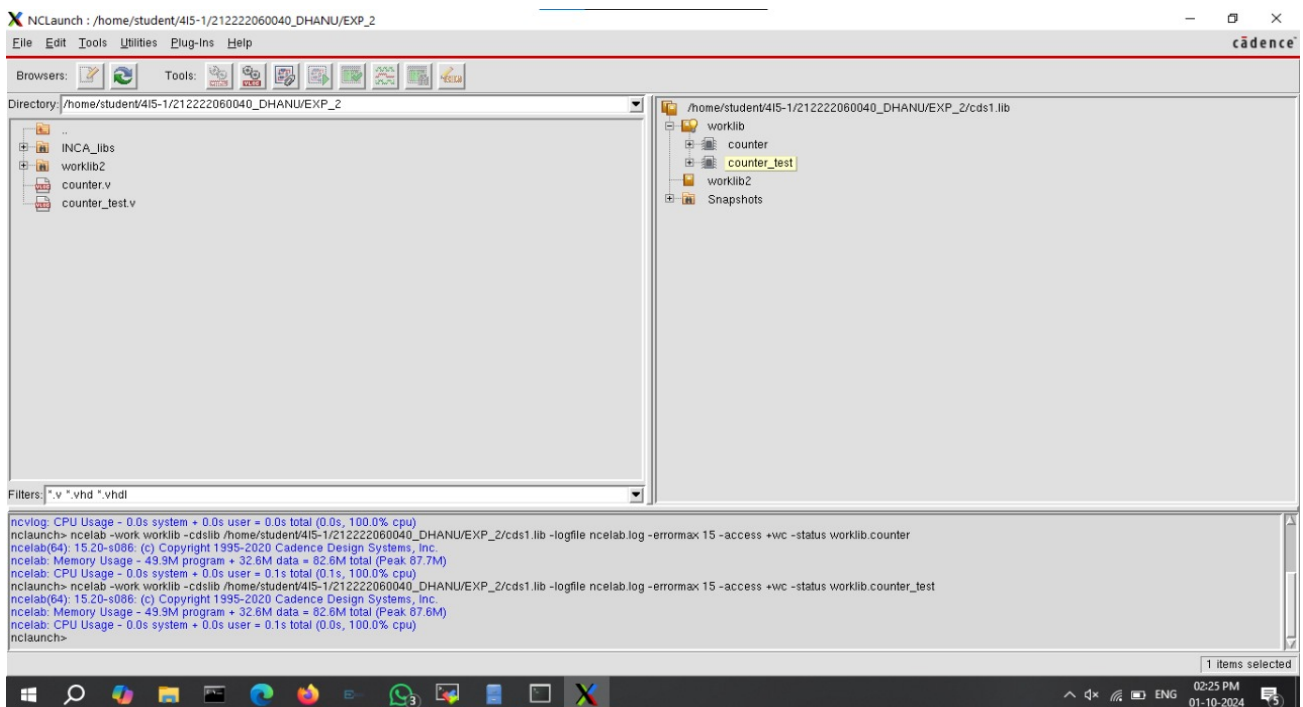 NCLaunch : /home/student/4I5-1/212222060040_DHANU/EXP_2
File Edit Tools Utilities Plug-Ins Help
cādence
Browsers: Tools:
Directory: /home/student/4I5-1/212222060040_DHANU/EXP_2
..
INCA_libs
worklib2
counter.v
counter_test.v
/home/student/4I5-1/212222060040_DHANU/EXP_2/cds1.lib
worklib
counter
counter_test
worklib2
Snapshots
Filters: *.v *.vhd *.vhdl
ncvlog: CPU Usage - 0.0s system + 0.0s user = 0.0s total (0.0s, 100.0% cpu)
nclaunch> ncelab -work worklib -cdslib /home/student/4I5-1/212222060040_DHANU/EXP_2/cds1.lib -logfile ncelab.log -errormax 15 -access +wc -status worklib.counter
ncelab(64): 15.20-s086: (c) Copyright 1995-2020 Cadence Design Systems, Inc.
ncelab: Memory Usage - 49.9M program + 32.6M data = 82.6M total (Peak 87.7M)
ncelab: CPU Usage - 0.0s system + 0.0s user = 0.1s total (0.1s, 100.0% cpu)
nclaunch> ncelab -work worklib -cdslib /home/student/4I5-1/212222060040_DHANU/EXP_2/cds1.lib -logfile ncelab.log -errormax 15 -access +wc -status worklib.counter_test
ncelab(64): 15.20-s086: (c) Copyright 1995-2020 Cadence Design Systems, Inc.
ncelab: Memory Usage - 49.9M program + 32.6M data = 82.6M total (Peak 87.6M)
ncelab: CPU Usage - 0.0s system + 0.0s user = 0.1s total (0.0s, 100.0% cpu)
nclaunch>
1 items selected
3
ENG
02:25 PM
01-10-2024
5